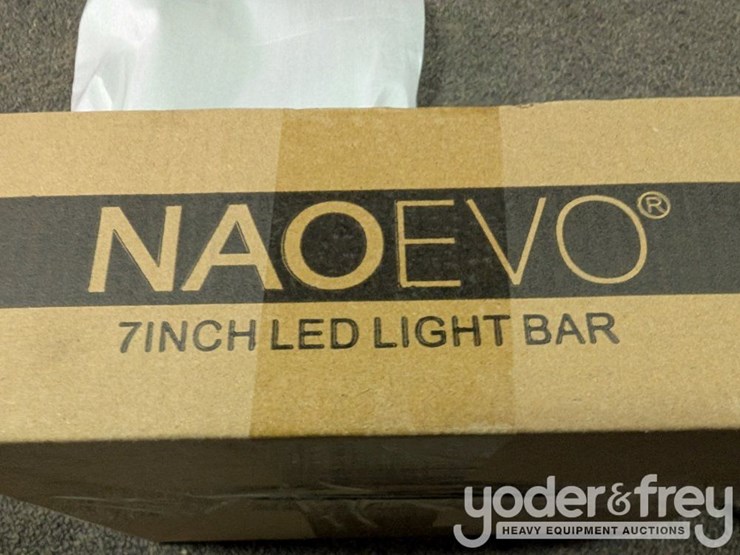 NAOEVO®
7INCH LED LIGHT BAR
yoder&frey
HEAVY EQUIPMENT AUCTIONS